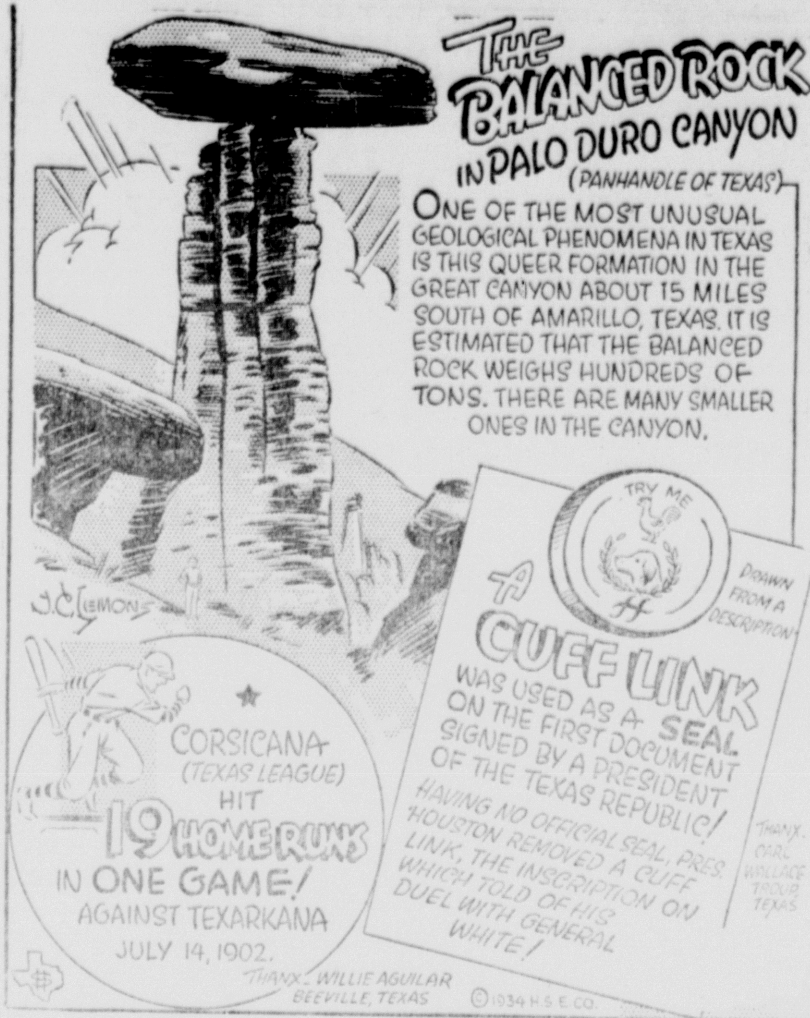 THE
BALANCED ROCK
IN PALO DURO CANYON
(PANHANDLE OF TEXAS)
ONE OF THE MOST UNUSUAL
GEOLOGICAL PHENOMENA IN TEXAS
IS THIS QUEER FORMATION IN THE
GREAT CANYON ABOUT 15 MILES
SOUTH OF AMARILLO, TEXAS. IT IS
ESTIMATED THAT THE BALANCED
ROCK WEIGHS HUNDREDS OF
TONS. THERE ARE MANY SMALLER
ONES IN THE CANYON.
J.C. CLEMONS
TRY ME
DRAWN
FROM A
DESCRIPTION
A
CUFF LINK
WAS USED AS A SEAL
ON THE FIRST DOCUMENT
SIGNED BY A PRESIDENT
OF THE TEXAS REPUBLIC!
HAVING NO OFFICIAL SEAL, PRES.
HOUSTON REMOVED A CUFF
LINK, THE INSCRIPTION ON
WHICH TOLD OF HIS
DUEL WITH GENERAL
WHITE!
THANX-
CARL
WALLACE
TEXAS
CORSICANA
(TEXAS LEAGUE)
HIT
19 HOME RUNS
IN ONE GAME!
AGAINST TEXARKANA
JULY 14, 1902.
THANX- WILLIE AGUILAR
BEEVILLE, TEXAS
© 1934 H.S.E. CO.